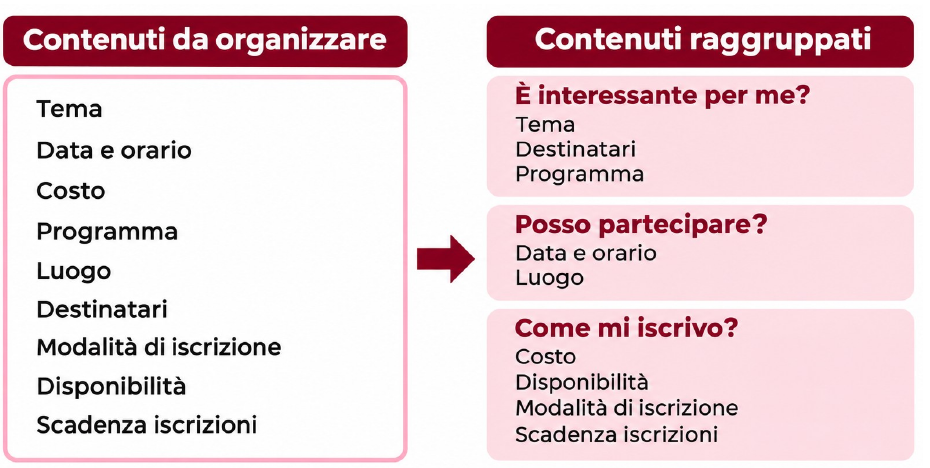 Contenuti da organizzare
Tema
Data e orario
Costo
Programma
Luogo
Destinatari
Modalità di iscrizione
Disponibilità
Scadenza iscrizioni
Contenuti raggruppati
È interessante per me?
Tema
Destinatari
Programma
Posso partecipare?
Data e orario
Luogo
Come mi iscrivo?
Costo
Disponibilità
Modalità di iscrizione
Scadenza iscrizioni